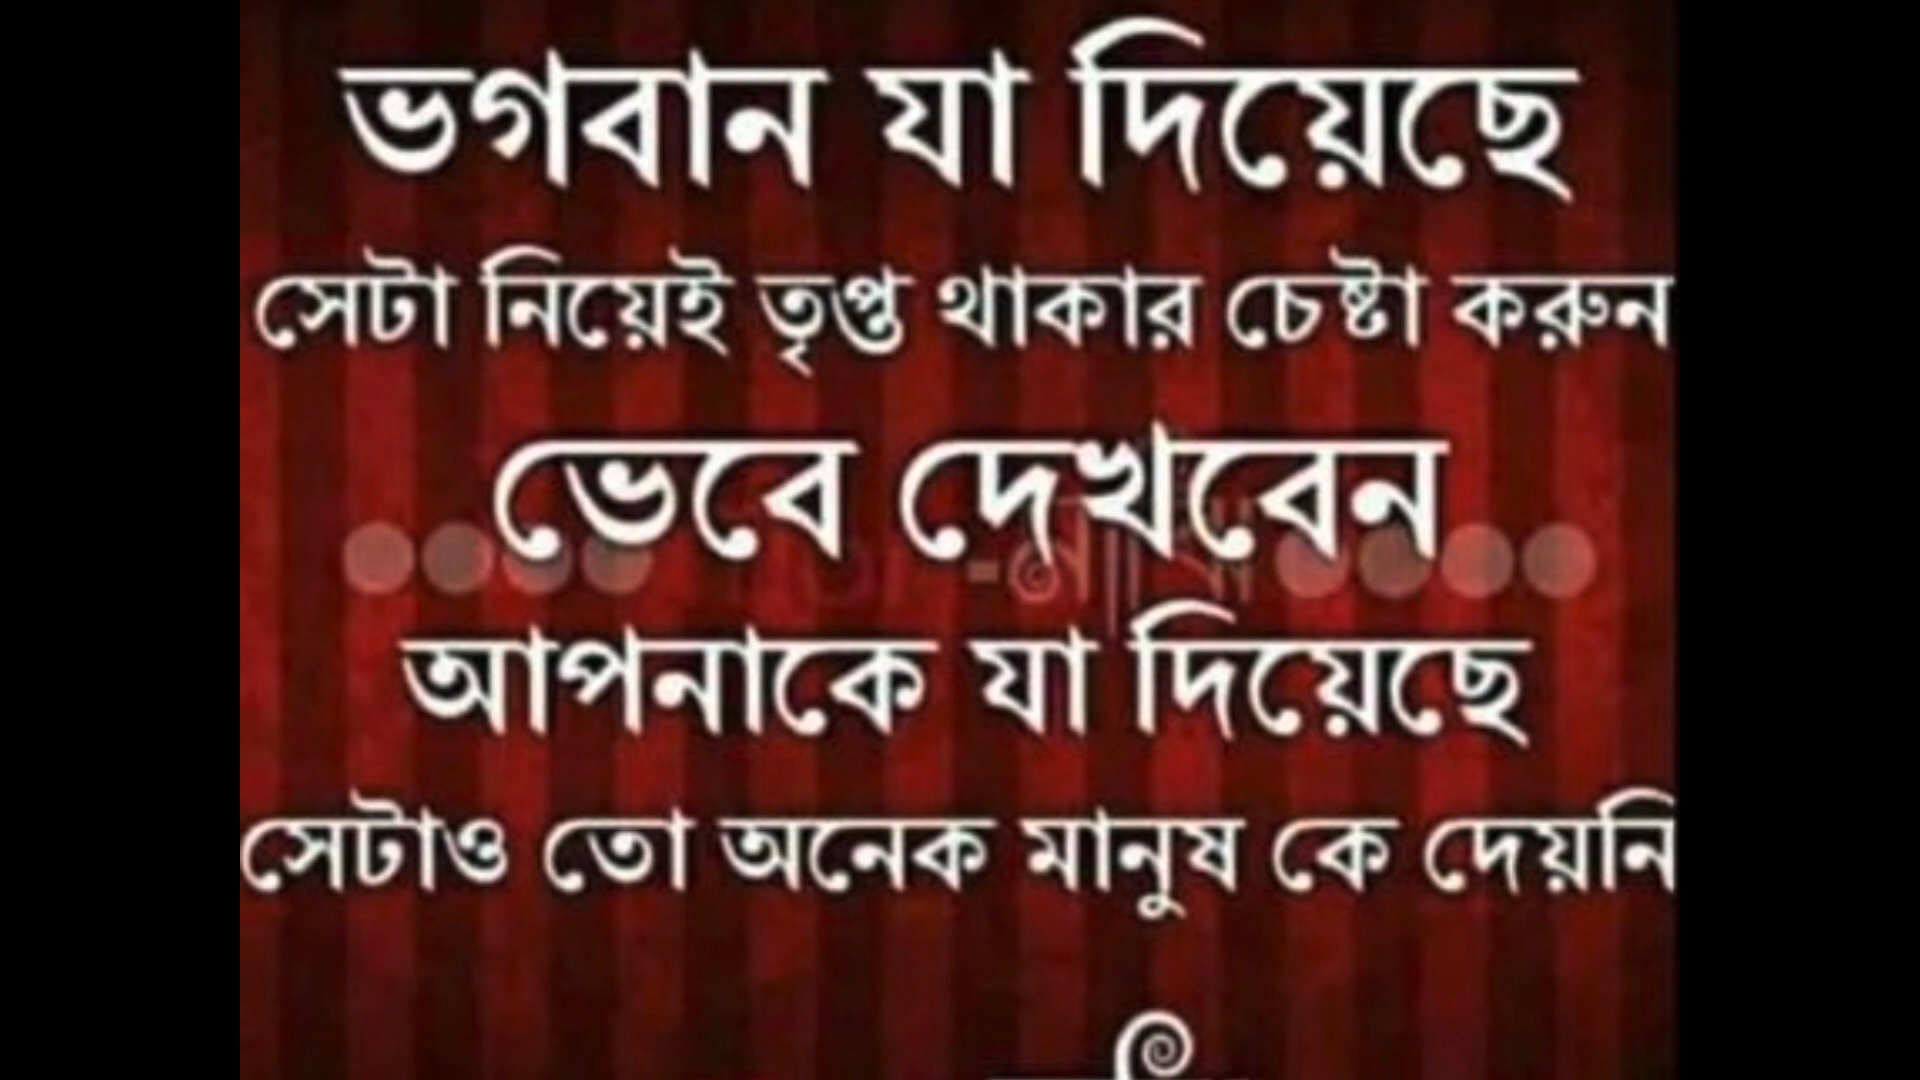 ভগবান যা দিয়েছে
সেটা নিয়েই তৃপ্ত থাকার চেষ্টা করুন
ভেবে দেখবেন
আপনাকে যা দিয়েছে
সেটাও তো অনেক মানুষ কে দেয়নি